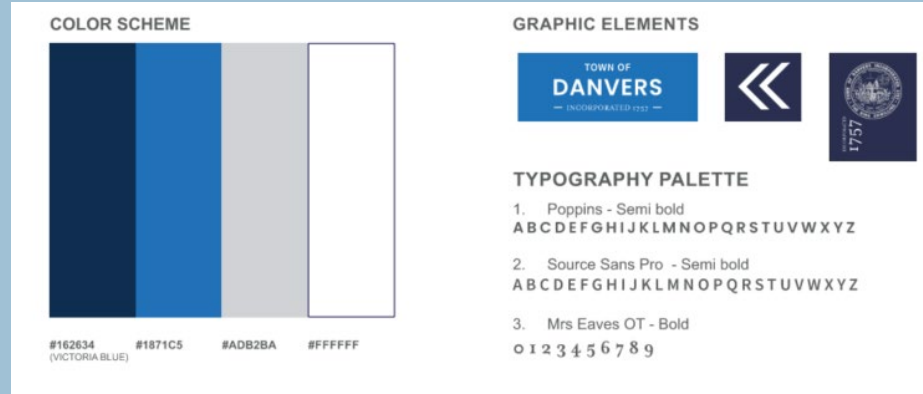 COLOR SCHEME
#162634
(VICTORIA BLUE)
#1871C5
#ADB2BA
#FFFFFF
GRAPHIC ELEMENTS
TOWN OF
DANVERS
— INCORPORATED 1757 —
1757
TYPOGRAPHY PALETTE
1. Poppins - Semi bold
ABCDEFGHIJKLMNOPQRSTUVWXYZ
2. Source Sans Pro - Semi bold
ABCDEFGHIJKLMNOPQRSTUVWXYZ
3. Mrs Eaves OT - Bold
0123456789